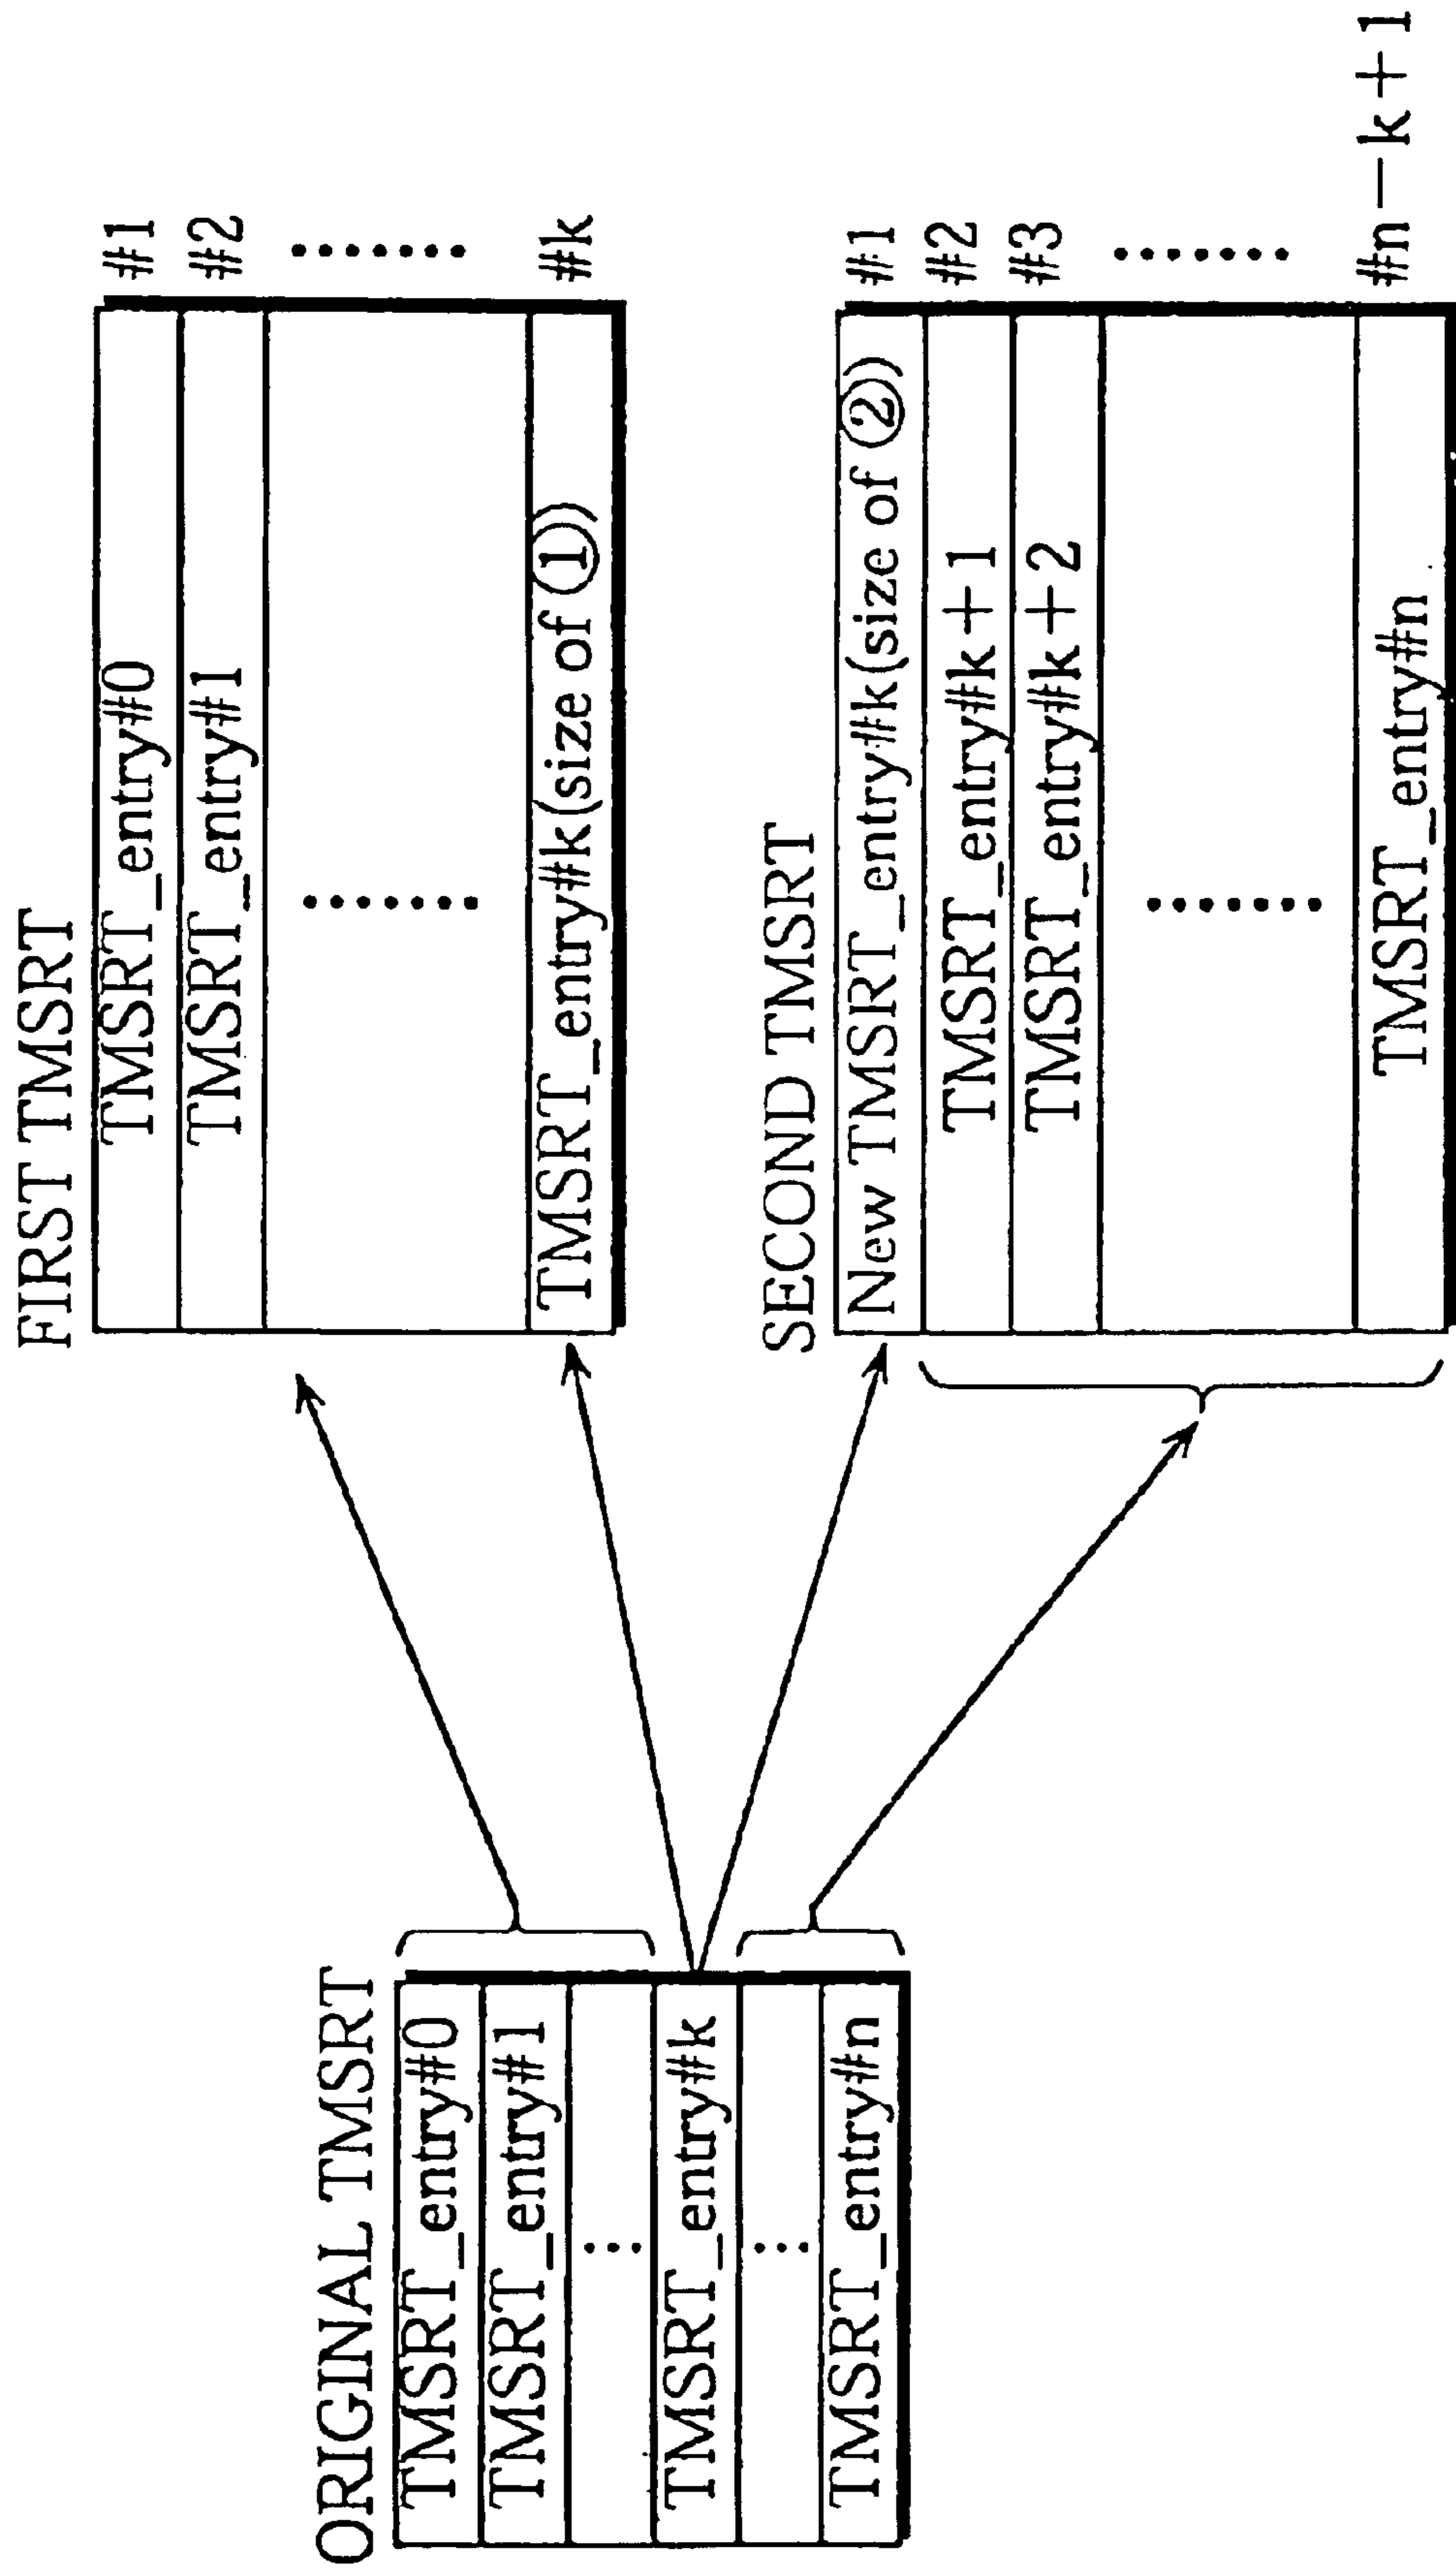 ORIGINAL TMSRT
TMSRT_entry#0
TMSRT_entry#1
...
TMSRT_entry#k
...
TMSRT_entry#n
FIRST TMSRT
TMSRT_entry#0 #1
TMSRT_entry#1 #2
....... .......
TMSRT_entry#k(size of ①) #k
SECOND TMSRT
New TMSRT_entry#k(size of ②) #1
TMSRT_entry#k+1 #2
TMSRT_entry#k+2 #3
....... .......
TMSRT_entry#n #n-k+1